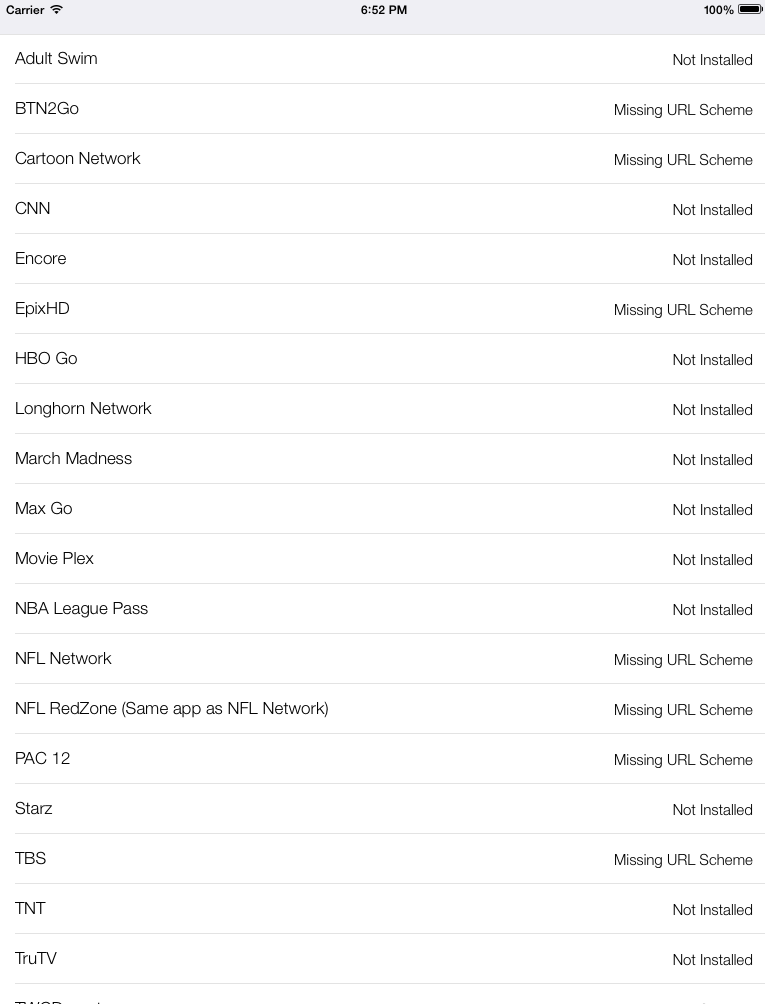 Carrier 6:52 PM 100%
Adult Swim Not Installed
BTN2Go Missing URL Scheme
Cartoon Network Missing URL Scheme
CNN Not Installed
Encore Not Installed
EpixHD Missing URL Scheme
HBO Go Not Installed
Longhorn Network Not Installed
March Madness Not Installed
Max Go Not Installed
Movie Plex Not Installed
NBA League Pass Not Installed
NFL Network Missing URL Scheme
NFL RedZone (Same app as NFL Network) Missing URL Scheme
PAC 12 Missing URL Scheme
Starz Not Installed
TBS Missing URL Scheme
TNT Not Installed
TruTV Not Installed